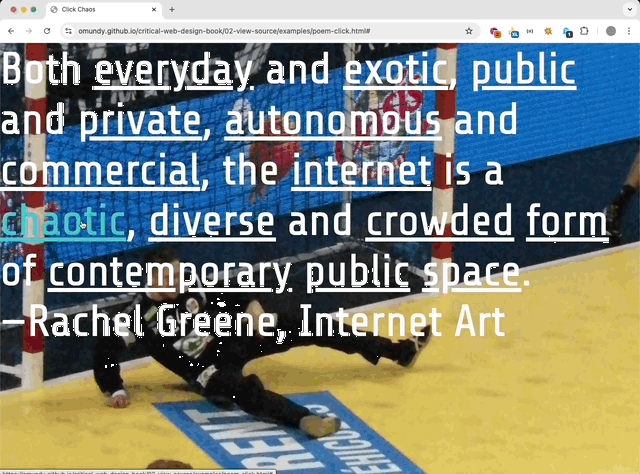 Click Chaos
omundy.github.io/critical-web-design-book/02-view-source/examples/poem-click.html#
Both everyday and exotic, public
and private, autonomous and
commercial, the internet is a
chaotic, diverse and crowded form
of contemporary public space.
—Rachel Greene, Internet Art